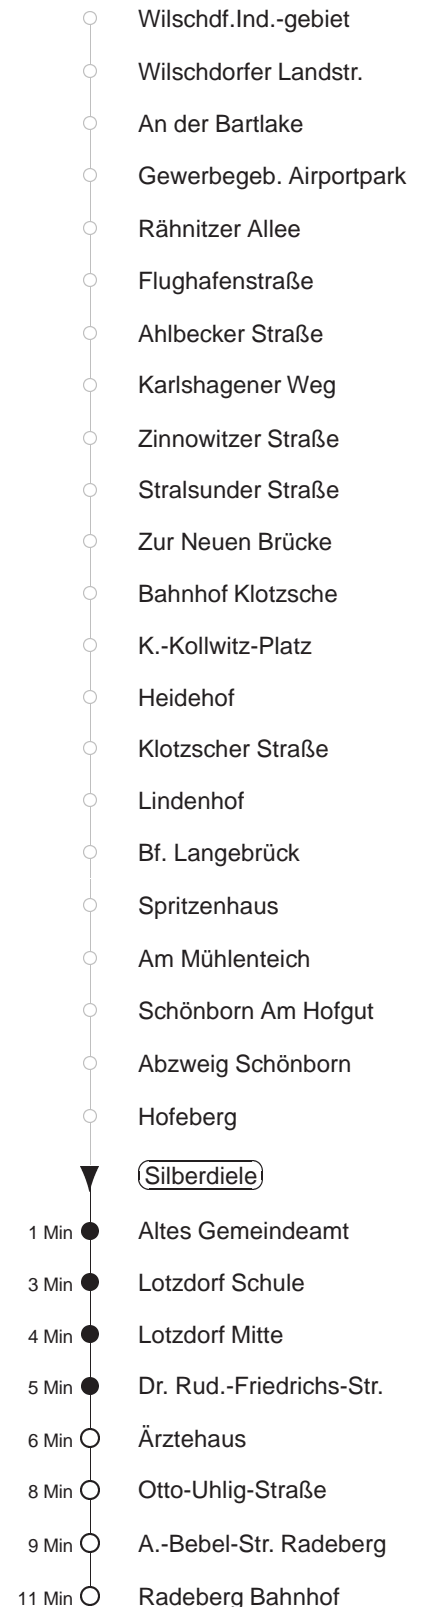 Wilschdf.Ind.-gebiet
Wilschdorfer Landstr.
An der Bartlake
Gewerbegeb. Airportpark
Rähnitzer Allee
Flughafenstraße
Ahlbecker Straße
Karlshagener Weg
Zinnowitzer Straße
Stralsunder Straße
Zur Neuen Brücke
Bahnhof Klotzsche
K.-Kollwitz-Platz
Heidehof
Klotzscher Straße
Lindenhof
Bf. Langebrück
Spritzenhaus
Am Mühlenteich
Schönborn Am Hofgut
Abzweig Schönborn
Hofeberg
Silberdiele
1 Min Altes Gemeindeamt
3 Min Lotzdorf Schule
4 Min Lotzdorf Mitte
5 Min Dr. Rud.-Friedrichs-Str.
6 Min Ärztehaus
8 Min Otto-Uhlig-Straße
9 Min A.-Bebel-Str. Radeberg
11 Min Radeberg Bahnhof